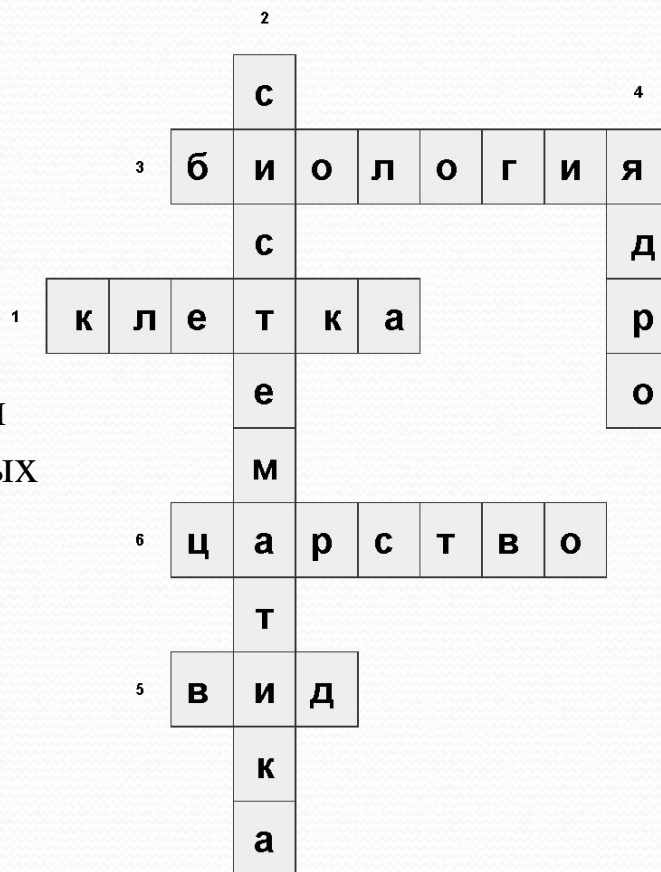 2
с
4
3 биология
с д
1 клетка р
е о
м
6 царство
т
5 вид
к
а